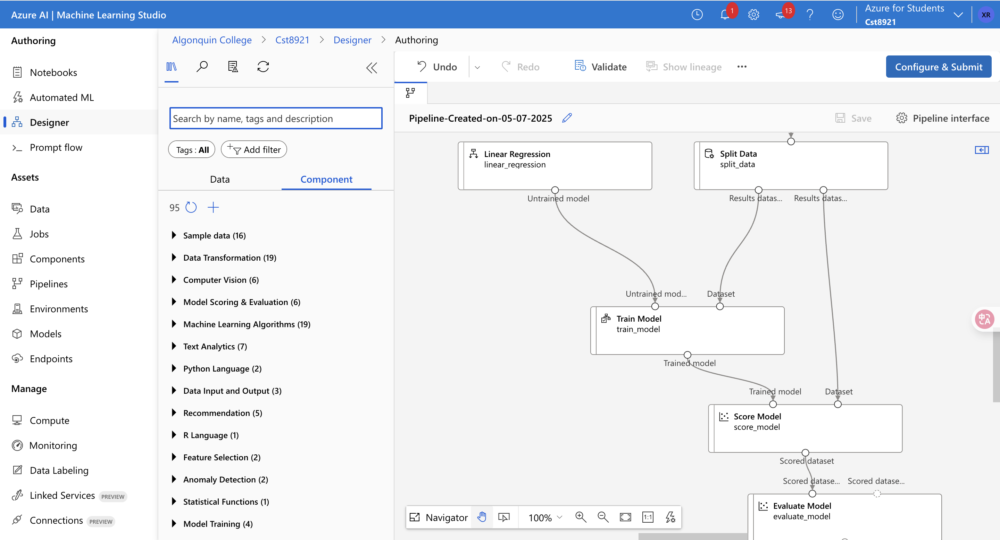 Azure AI | Machine Learning Studio
1
13
Azure for Students
Cst8921
XR
Authoring
Notebooks
Automated ML
Designer
Prompt flow
Assets
Data
Jobs
Components
Pipelines
Environments
Models
Endpoints
Manage
Compute
Monitoring
Data Labeling
Linked Services PREVIEW
Connections PREVIEW
Algonquin College > Cst8921 > Designer > Authoring
Search by name, tags and description
Tags : All
Add filter
Data
Component
95
Sample data (16)
Data Transformation (19)
Computer Vision (6)
Model Scoring & Evaluation (6)
Machine Learning Algorithms (19)
Text Analytics (7)
Python Language (2)
Data Input and Output (3)
Recommendation (5)
R Language (1)
Feature Selection (2)
Anomaly Detection (2)
Statistical Functions (1)
Model Training (4)
Undo
Redo
Validate
Show lineage
Configure & Submit
Pipeline-Created-on-05-07-2025
Save
Pipeline interface
Linear Regression
linear_regression
Untrained model
Split Data
split_data
Results datas...
Results datas...
Untrained mod...
Dataset
Train Model
train_model
Trained model
Trained model
Dataset
Score Model
score_model
Scored dataset
Scored datase...
Scored datase...
Evaluate Model
evaluate_model
Navigator
100%
1:1
中A